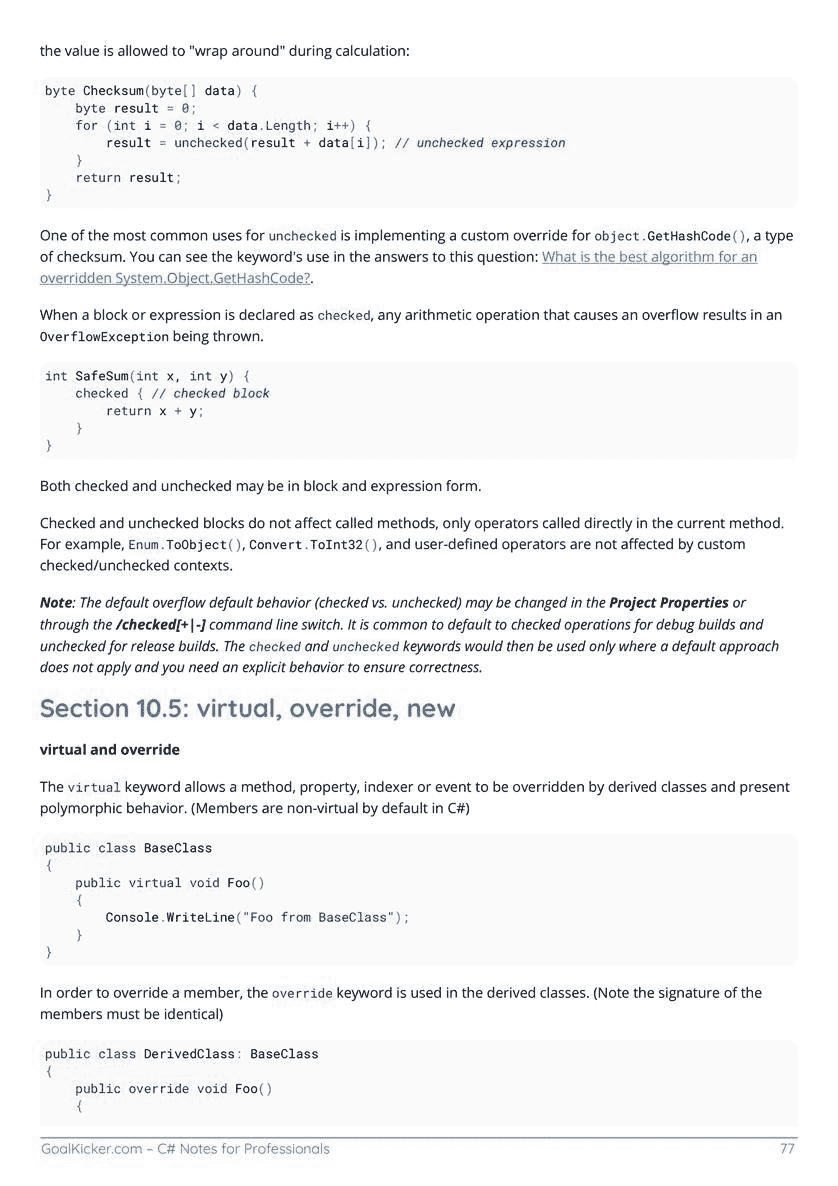 the value is allowed to "wrap around" during calculation:
byte Checksum(byte[] data) {
    byte result = 0;
    for (int i = 0; i < data.Length; i++) {
        result = unchecked(result + data[i]); // unchecked expression
    }
    return result;
}
One of the most common uses for unchecked is implementing a custom override for object.GetHashCode(), a type
of checksum. You can see the keyword's use in the answers to this question: What is the best algorithm for an
overridden System.Object.GetHashCode?.
When a block or expression is declared as checked, any arithmetic operation that causes an overflow results in an
OverflowException being thrown.
int SafeSum(int x, int y) {
    checked { // checked block
        return x + y;
    }
}
Both checked and unchecked may be in block and expression form.
Checked and unchecked blocks do not affect called methods, only operators called directly in the current method.
For example, Enum.ToObject(), Convert.ToInt32(), and user-defined operators are not affected by custom
checked/unchecked contexts.
Note: The default overflow default behavior (checked vs. unchecked) may be changed in the Project Properties or
through the /checked[+|-] command line switch. It is common to default to checked operations for debug builds and
unchecked for release builds. The checked and unchecked keywords would then be used only where a default approach
does not apply and you need an explicit behavior to ensure correctness.
Section 10.5: virtual, override, new
virtual and override
The virtual keyword allows a method, property, indexer or event to be overridden by derived classes and present
polymorphic behavior. (Members are non-virtual by default in C#)
public class BaseClass
{
    public virtual void Foo()
    {
        Console.WriteLine("Foo from BaseClass");
    }
}
In order to override a member, the override keyword is used in the derived classes. (Note the signature of the
members must be identical)
public class DerivedClass: BaseClass
{
    public override void Foo()
    {
GoalKicker.com – C# Notes for Professionals 77